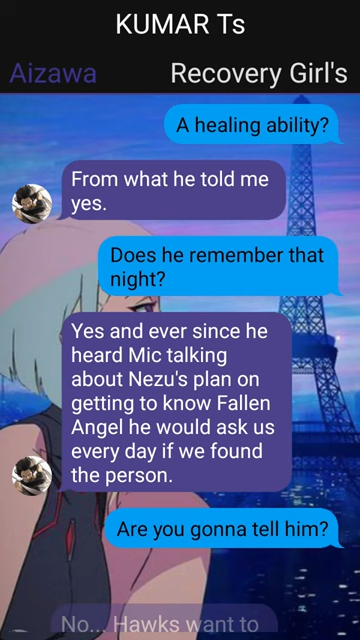 KUMAR Ts
Aizawa Recovery Girl's
A healing ability?
From what he told me
yes.
Does he remember that
night?
Yes and ever since he
heard Mic talking
about Nezu's plan on
getting to know Fallen
Angel he would ask us
every day if we found
the person.
Are you gonna tell him?
No... Hawks want to